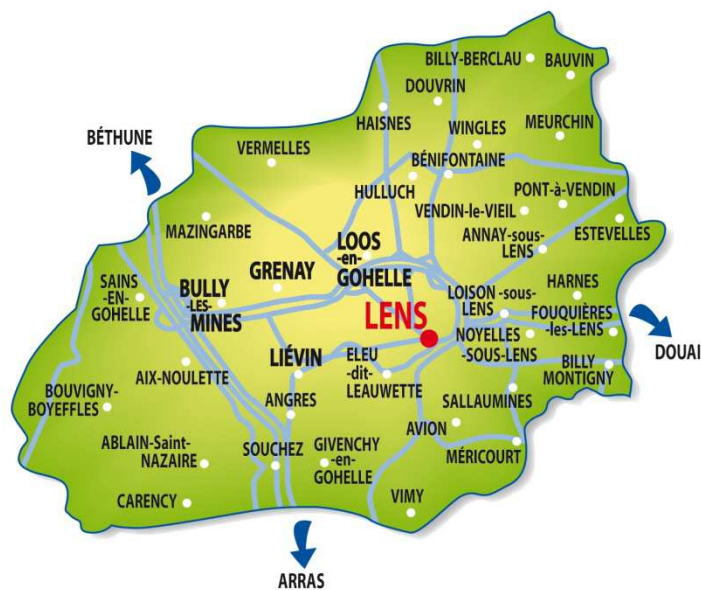 BILLY-BERCLAU
BAUVIN
DOUVRIN
HAISNES
WINGLES
MEURCHIN
BÉTHUNE
VERMELLES
BÉNIFONTAINE
HULLUCH
PONT-à-VENDIN
VENDIN-le-VIEIL
MAZINGARBE
ANNAY-sous-
LENS
ESTEVELLES
LOOS
-en-
GOHELLE
GRENAY
SAINS
-EN-
GOHELLE
BULLY
-LES-
MINES
HARNES
LOISON -sous-
LENS
FOUQUIÈRES
-les-LENS
LENS
NOYELLES
-SOUS-LENS
DOUAI
LIÉVIN
ELEU
-dit-
LEAUWETTE
BILLY
MONTIGNY
AIX-NOULETTE
BOUVIGNY-
BOYEFFLES
ANGRES
SALLAUMINES
AVION
ABLAIN-Saint-
NAZAIRE
SOUCHEZ
GIVENCHY
-en-
GOHELLE
MÉRICOURT
CARENCY
VIMY
ARRAS